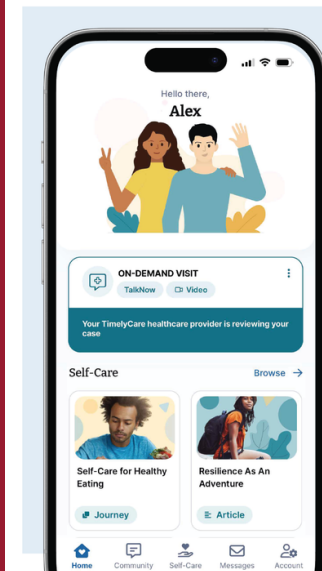 Hello there,
Alex
ON-DEMAND VISIT
TalkNow
Video
Your TimelyCare healthcare provider is reviewing your
case
Self-Care
Browse →
Self-Care for Healthy
Eating
Resilience As An
Adventure
Journey
Article
Home
Community
Self-Care
Messages
Account